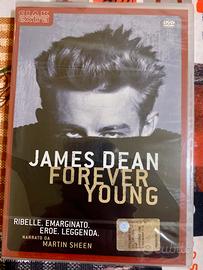 CIAK
DVD
JAMES DEAN
FOREVER
YOUNG
RIBELLE. EMARGINATO.
EROE. LEGGENDA.
NARRATO DA
MARTIN SHEEN